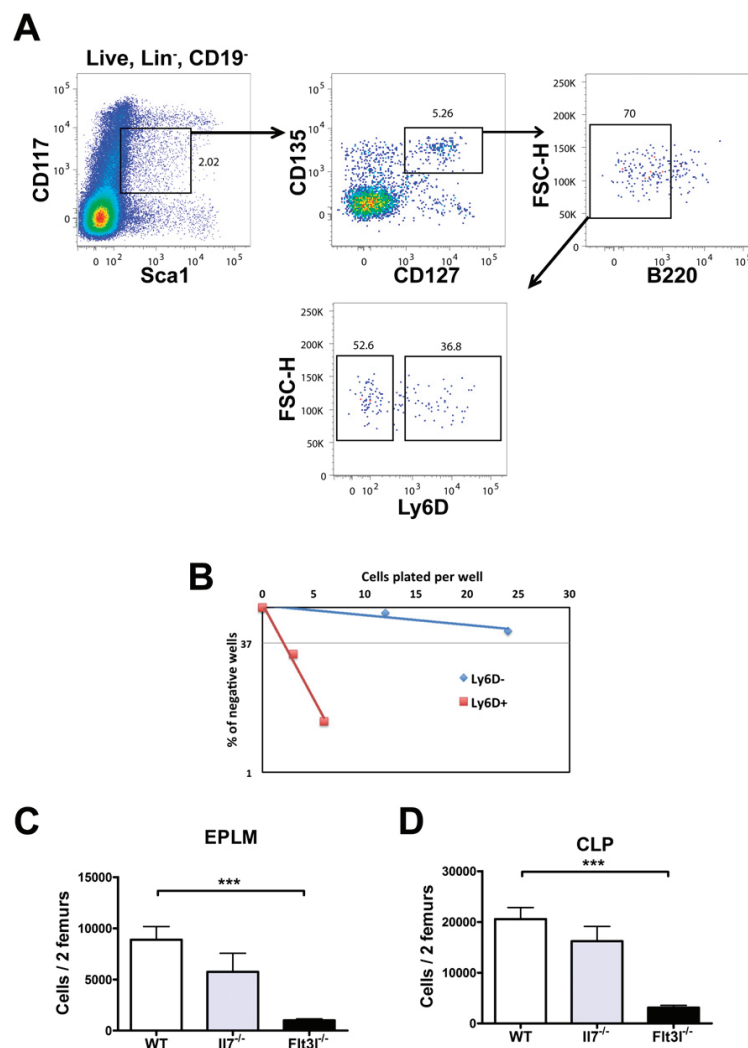 A
Live, Lin⁻, CD19⁻
CD117
10⁵
10⁴
10³
0
2.02
0 10² 10³ 10⁴ 10⁵
Sca1
CD135
10⁵
10⁴
10³
0
5.26
0 10² 10³ 10⁴ 10⁵
CD127
FSC-H
250K
200K
150K
100K
50K
0
70
0 10² 10³ 10⁴ 10⁵
B220
FSC-H
250K
200K
150K
100K
50K
0
52.6
36.8
0 10² 10³ 10⁴ 10⁵
Ly6D
B
Cells plated per well
0 5 10 15 20 25 30
% of negative wells
37
1
Ly6D-
Ly6D+
C
EPLM
***
Cells / 2 femurs
15000
10000
5000
0
WT Il7⁻/⁻ Flt3l⁻/⁻
D
CLP
***
Cells / 2 femurs
30000
20000
10000
0
WT Il7⁻/⁻ Flt3l⁻/⁻